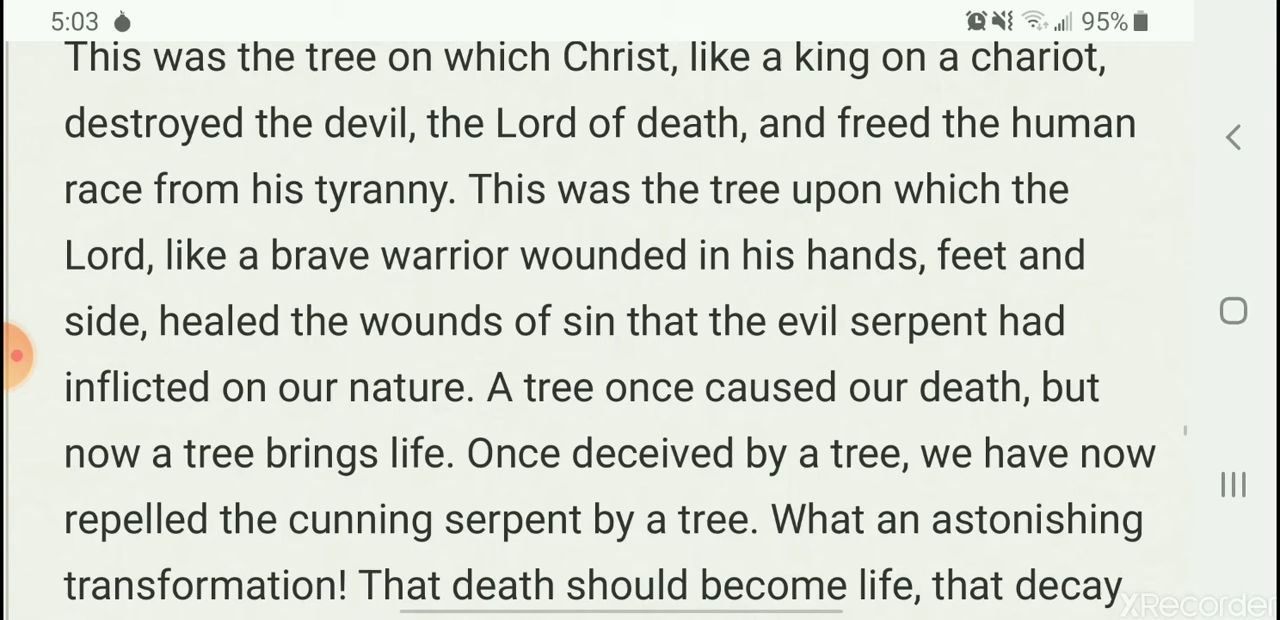 5:03 95%
This was the tree on which Christ, like a king on a chariot,
destroyed the devil, the Lord of death, and freed the human
race from his tyranny. This was the tree upon which the
Lord, like a brave warrior wounded in his hands, feet and
side, healed the wounds of sin that the evil serpent had
inflicted on our nature. A tree once caused our death, but
now a tree brings life. Once deceived by a tree, we have now
repelled the cunning serpent by a tree. What an astonishing
transformation! That death should become life, that decay
XRecorder